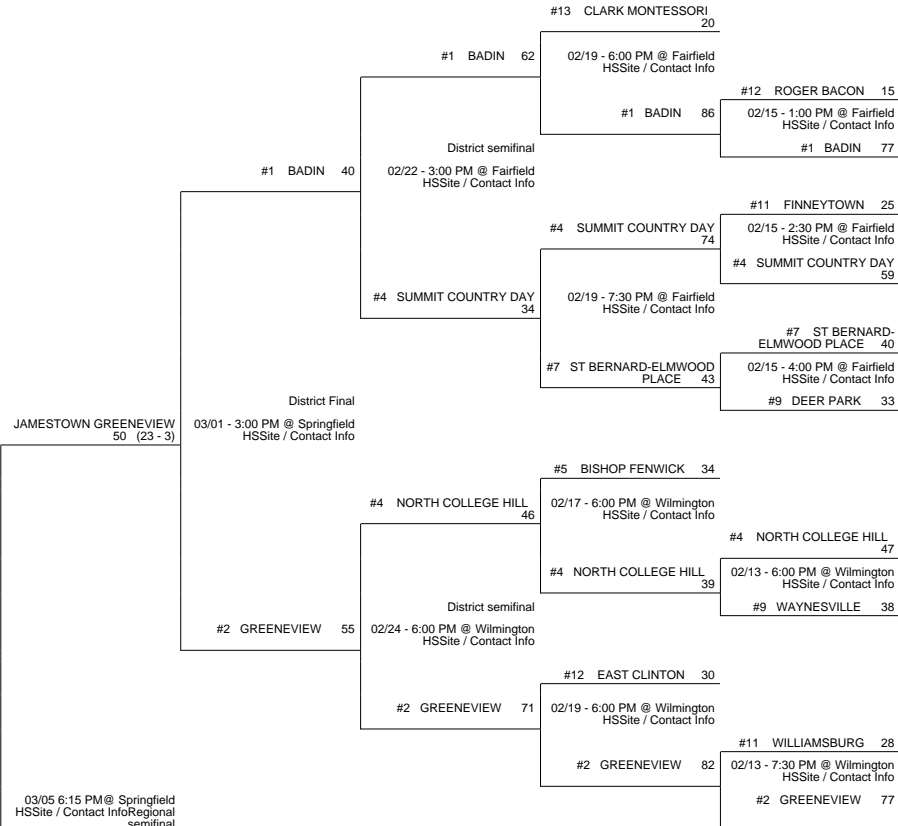 #13 CLARK MONTESSORI
20
#1 BADIN 62
02/19 - 6:00 PM @ Fairfield
HSSite / Contact Info
#12 ROGER BACON 15
#1 BADIN 86
02/15 - 1:00 PM @ Fairfield
HSSite / Contact Info
#1 BADIN 77
District semifinal
#1 BADIN 40
02/22 - 3:00 PM @ Fairfield
HSSite / Contact Info
#11 FINNEYTOWN 25
#4 SUMMIT COUNTRY DAY
74
02/15 - 2:30 PM @ Fairfield
HSSite / Contact Info
#4 SUMMIT COUNTRY DAY
59
#4 SUMMIT COUNTRY DAY
34
02/19 - 7:30 PM @ Fairfield
HSSite / Contact Info
#7 ST BERNARD-
ELMWOOD PLACE 40
#7 ST BERNARD-ELMWOOD
PLACE 43
02/15 - 4:00 PM @ Fairfield
HSSite / Contact Info
#9 DEER PARK 33
District Final
JAMESTOWN GREENEVIEW
50 (23 - 3)
03/01 - 3:00 PM @ Springfield
HSSite / Contact Info
#5 BISHOP FENWICK 34
#4 NORTH COLLEGE HILL
46
02/17 - 6:00 PM @ Wilmington
HSSite / Contact Info
#4 NORTH COLLEGE HILL
47
#4 NORTH COLLEGE HILL
39
02/13 - 6:00 PM @ Wilmington
HSSite / Contact Info
#9 WAYNESVILLE 38
District semifinal
#2 GREENEVIEW 55
02/24 - 6:00 PM @ Wilmington
HSSite / Contact Info
#12 EAST CLINTON 30
#2 GREENEVIEW 71
02/19 - 6:00 PM @ Wilmington
HSSite / Contact Info
#11 WILLIAMSBURG 28
#2 GREENEVIEW 82
02/13 - 7:30 PM @ Wilmington
HSSite / Contact Info
#2 GREENEVIEW 77
03/05 6:15 PM@ Springfield
HSSite / Contact InfoRegional
semifinal